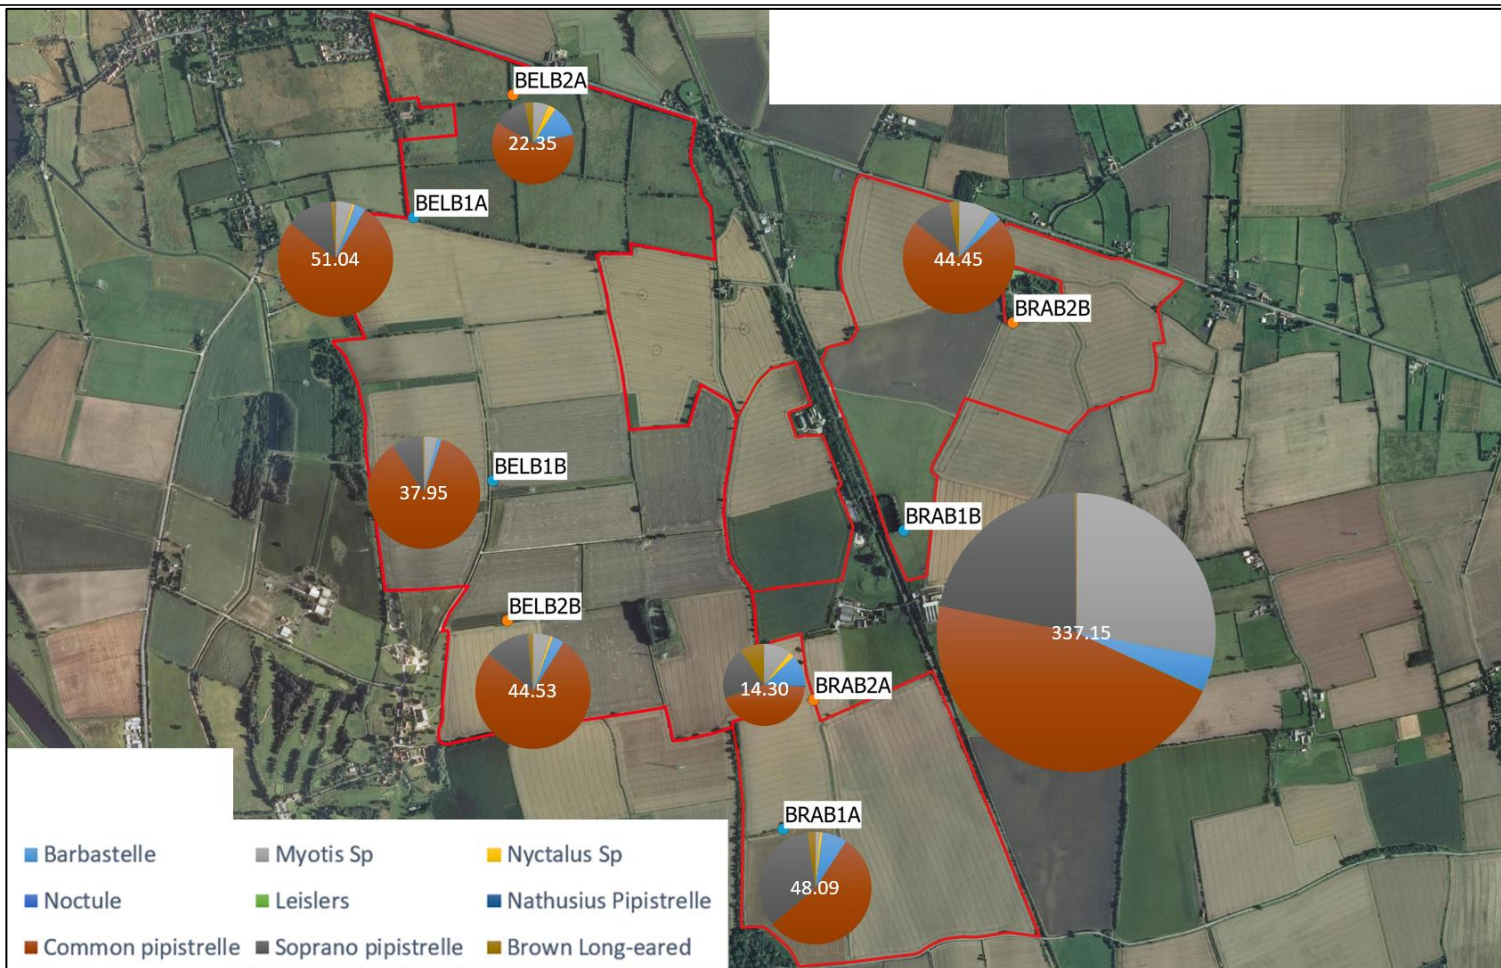 BELB2A
22.35
BELB1A
51.04
44.45
BRAB2B
BELB1B
37.95
BRAB1B
337.15
BELB2B
44.53
14.30
BRAB2A
BRAB1A
48.09
Barbastelle Myotis Sp Nyctalus Sp
Noctule Leislers Nathusius Pipistrelle
Common pipistrelle Soprano pipistrelle Brown Long-eared